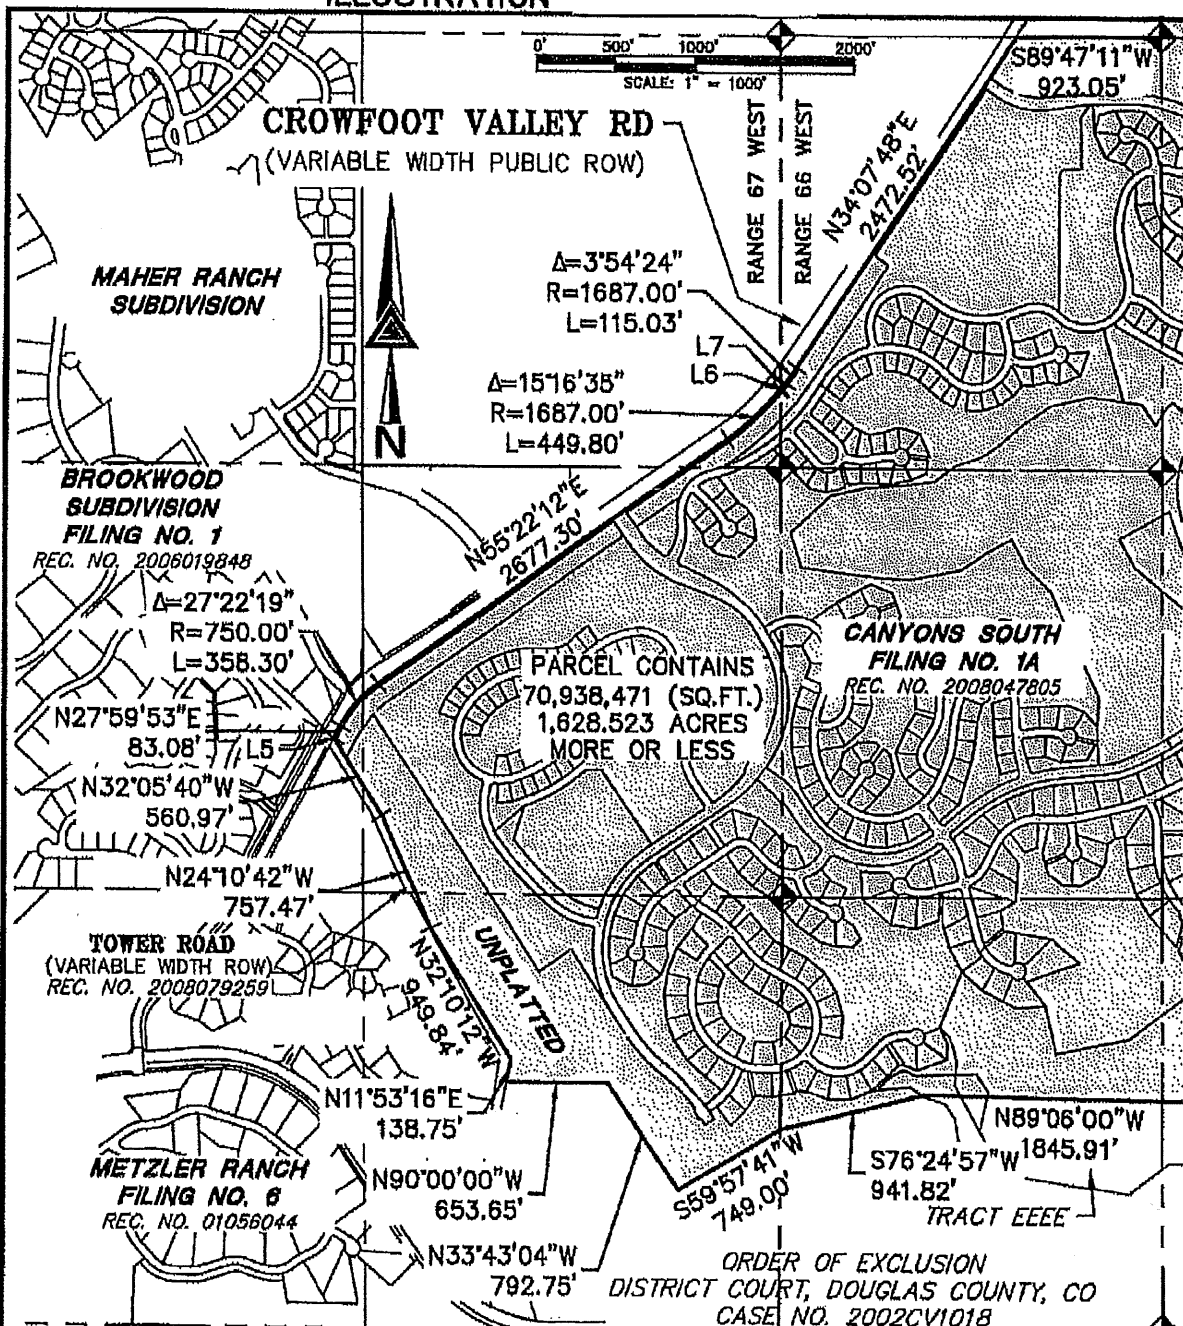 ILLUSTRATION
0' 500' 1000' 2000'
SCALE: 1" = 1000'
S89°47'11"W
923.05'
CROWFOOT VALLEY RD
(VARIABLE WIDTH PUBLIC ROW)
RANGE 67 WEST
RANGE 66 WEST
N34°07'48"E
2472.52'
MAHER RANCH
SUBDIVISION
Δ=3°54'24"
R=1687.00'
L=115.03'
L7
L6
Δ=15°16'35"
R=1687.00'
L=449.80'
N
BROOKWOOD
SUBDIVISION
FILING NO. 1
REC. NO. 2006019848
N55°22'12"E
2677.30'
Δ=27°22'19"
R=750.00'
L=358.30'
CANYONS SOUTH
FILING NO. 1A
REC. NO. 2008047805
PARCEL CONTAINS
70,938,471 (SQ.FT.)
1,628.523 ACRES
MORE OR LESS
N27°59'53"E
83.08'
L5
N32°05'40"W
560.97'
N24°10'42"W
757.47'
TOWER ROAD
(VARIABLE WIDTH ROW)
REC. NO. 2008079259
N32°10'12"W
949.84'
UNPLATTED
N11°53'16"E
138.75'
N89°06'00"W
1845.91'
METZLER RANCH
FILING NO. 6
REC. NO. 01056044
N90°00'00"W
653.65'
S59°57'41"W
749.00'
S76°24'57"W
941.82'
TRACT EEEE
N33°43'04"W
792.75'
ORDER OF EXCLUSION
DISTRICT COURT, DOUGLAS COUNTY, CO
CASE NO. 2002CV1018